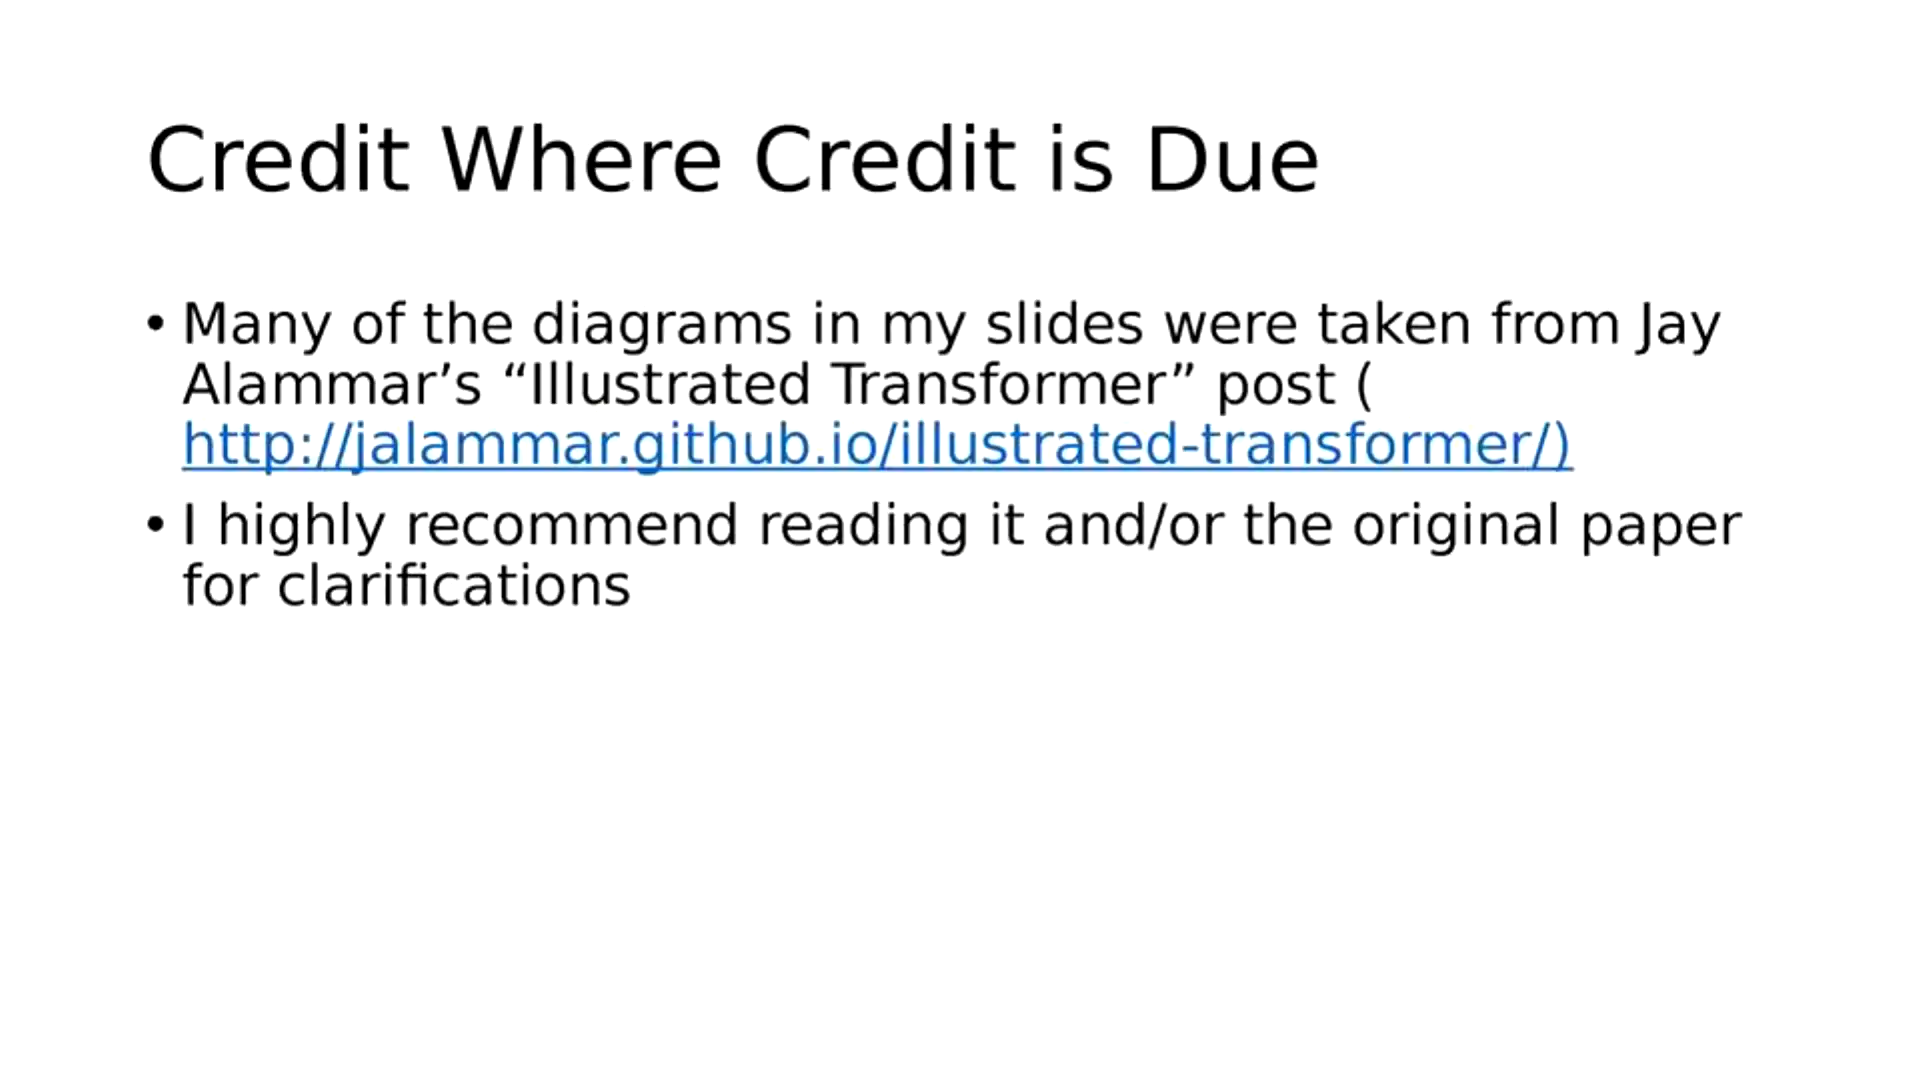 Credit Where Credit is Due
• Many of the diagrams in my slides were taken from Jay
Alammar’s “Illustrated Transformer” post (
http://jalammar.github.io/illustrated-transformer/)
• I highly recommend reading it and/or the original paper
for clarifications